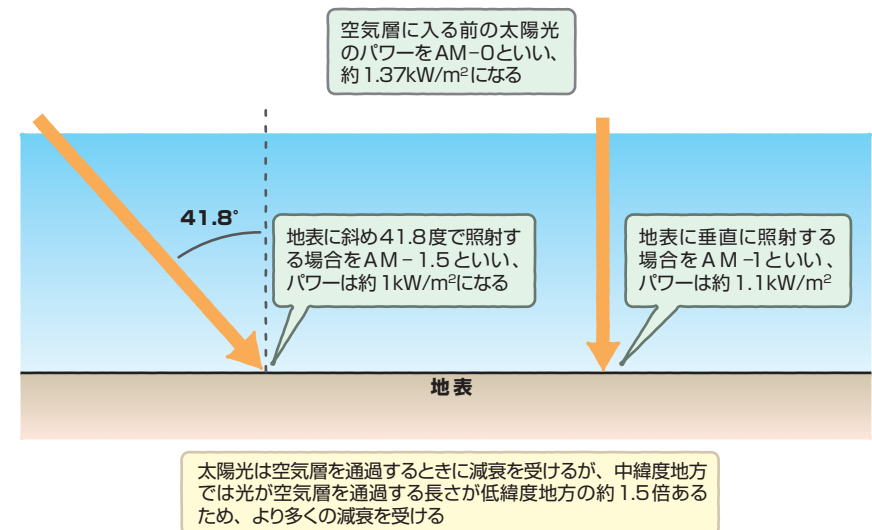 空気層に入る前の太陽光
のパワーをAM-0といい、
約1.37kW/m²になる
41.8°
地表に斜め41.8度で照射す
る場合をAM-1.5といい、
パワーは約1kW/m²になる
地表に垂直に照射する
場合をAM-1といい、
パワーは約1.1kW/m²
地表
太陽光は空気層を通過するときに減衰を受けるが、中緯度地方
では光が空気層を通過する長さが低緯度地方の約1.5倍ある
ため、より多くの減衰を受ける